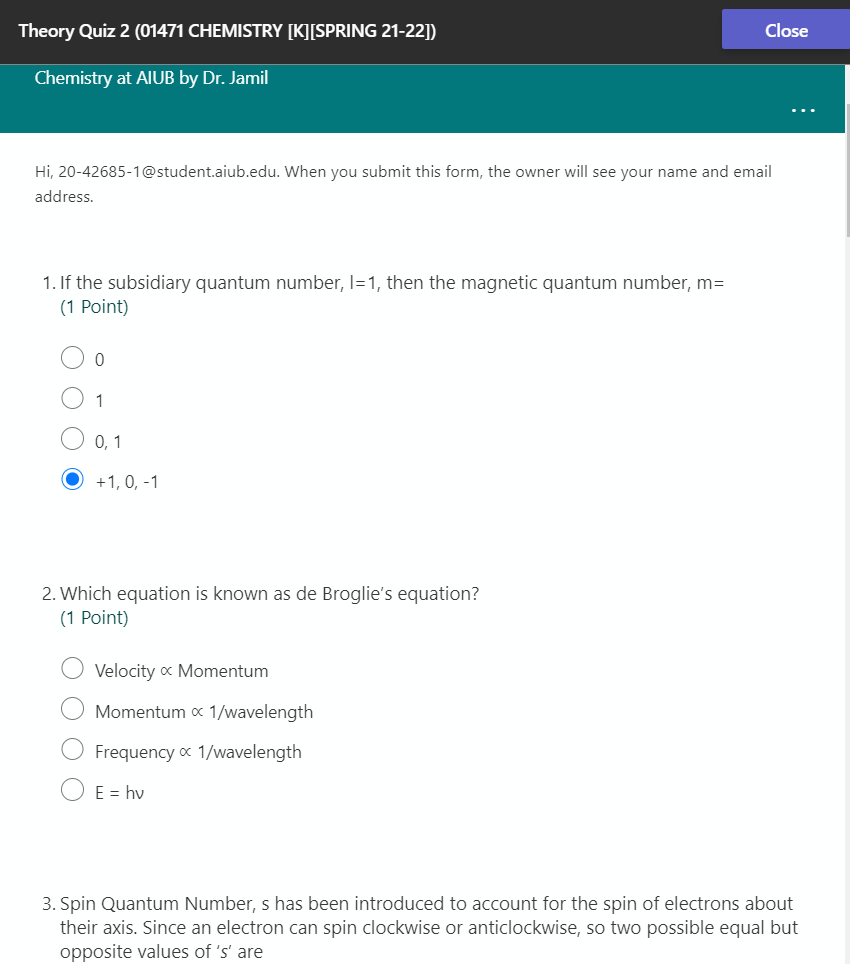 Theory Quiz 2 (01471 CHEMISTRY [K][SPRING 21-22])
Close
Chemistry at AIUB by Dr. Jamil
...
Hi, 20-42685-1@student.aiub.edu. When you submit this form, the owner will see your name and email
address.
1. If the subsidiary quantum number, l=1, then the magnetic quantum number, m=
(1 Point)
0
1
0, 1
+1, 0, -1
2. Which equation is known as de Broglie's equation?
(1 Point)
Velocity ∝ Momentum
Momentum ∝ 1/wavelength
Frequency ∝ 1/wavelength
E = hν
3. Spin Quantum Number, s has been introduced to account for the spin of electrons about
their axis. Since an electron can spin clockwise or anticlockwise, so two possible equal but
opposite values of ‘s’ are